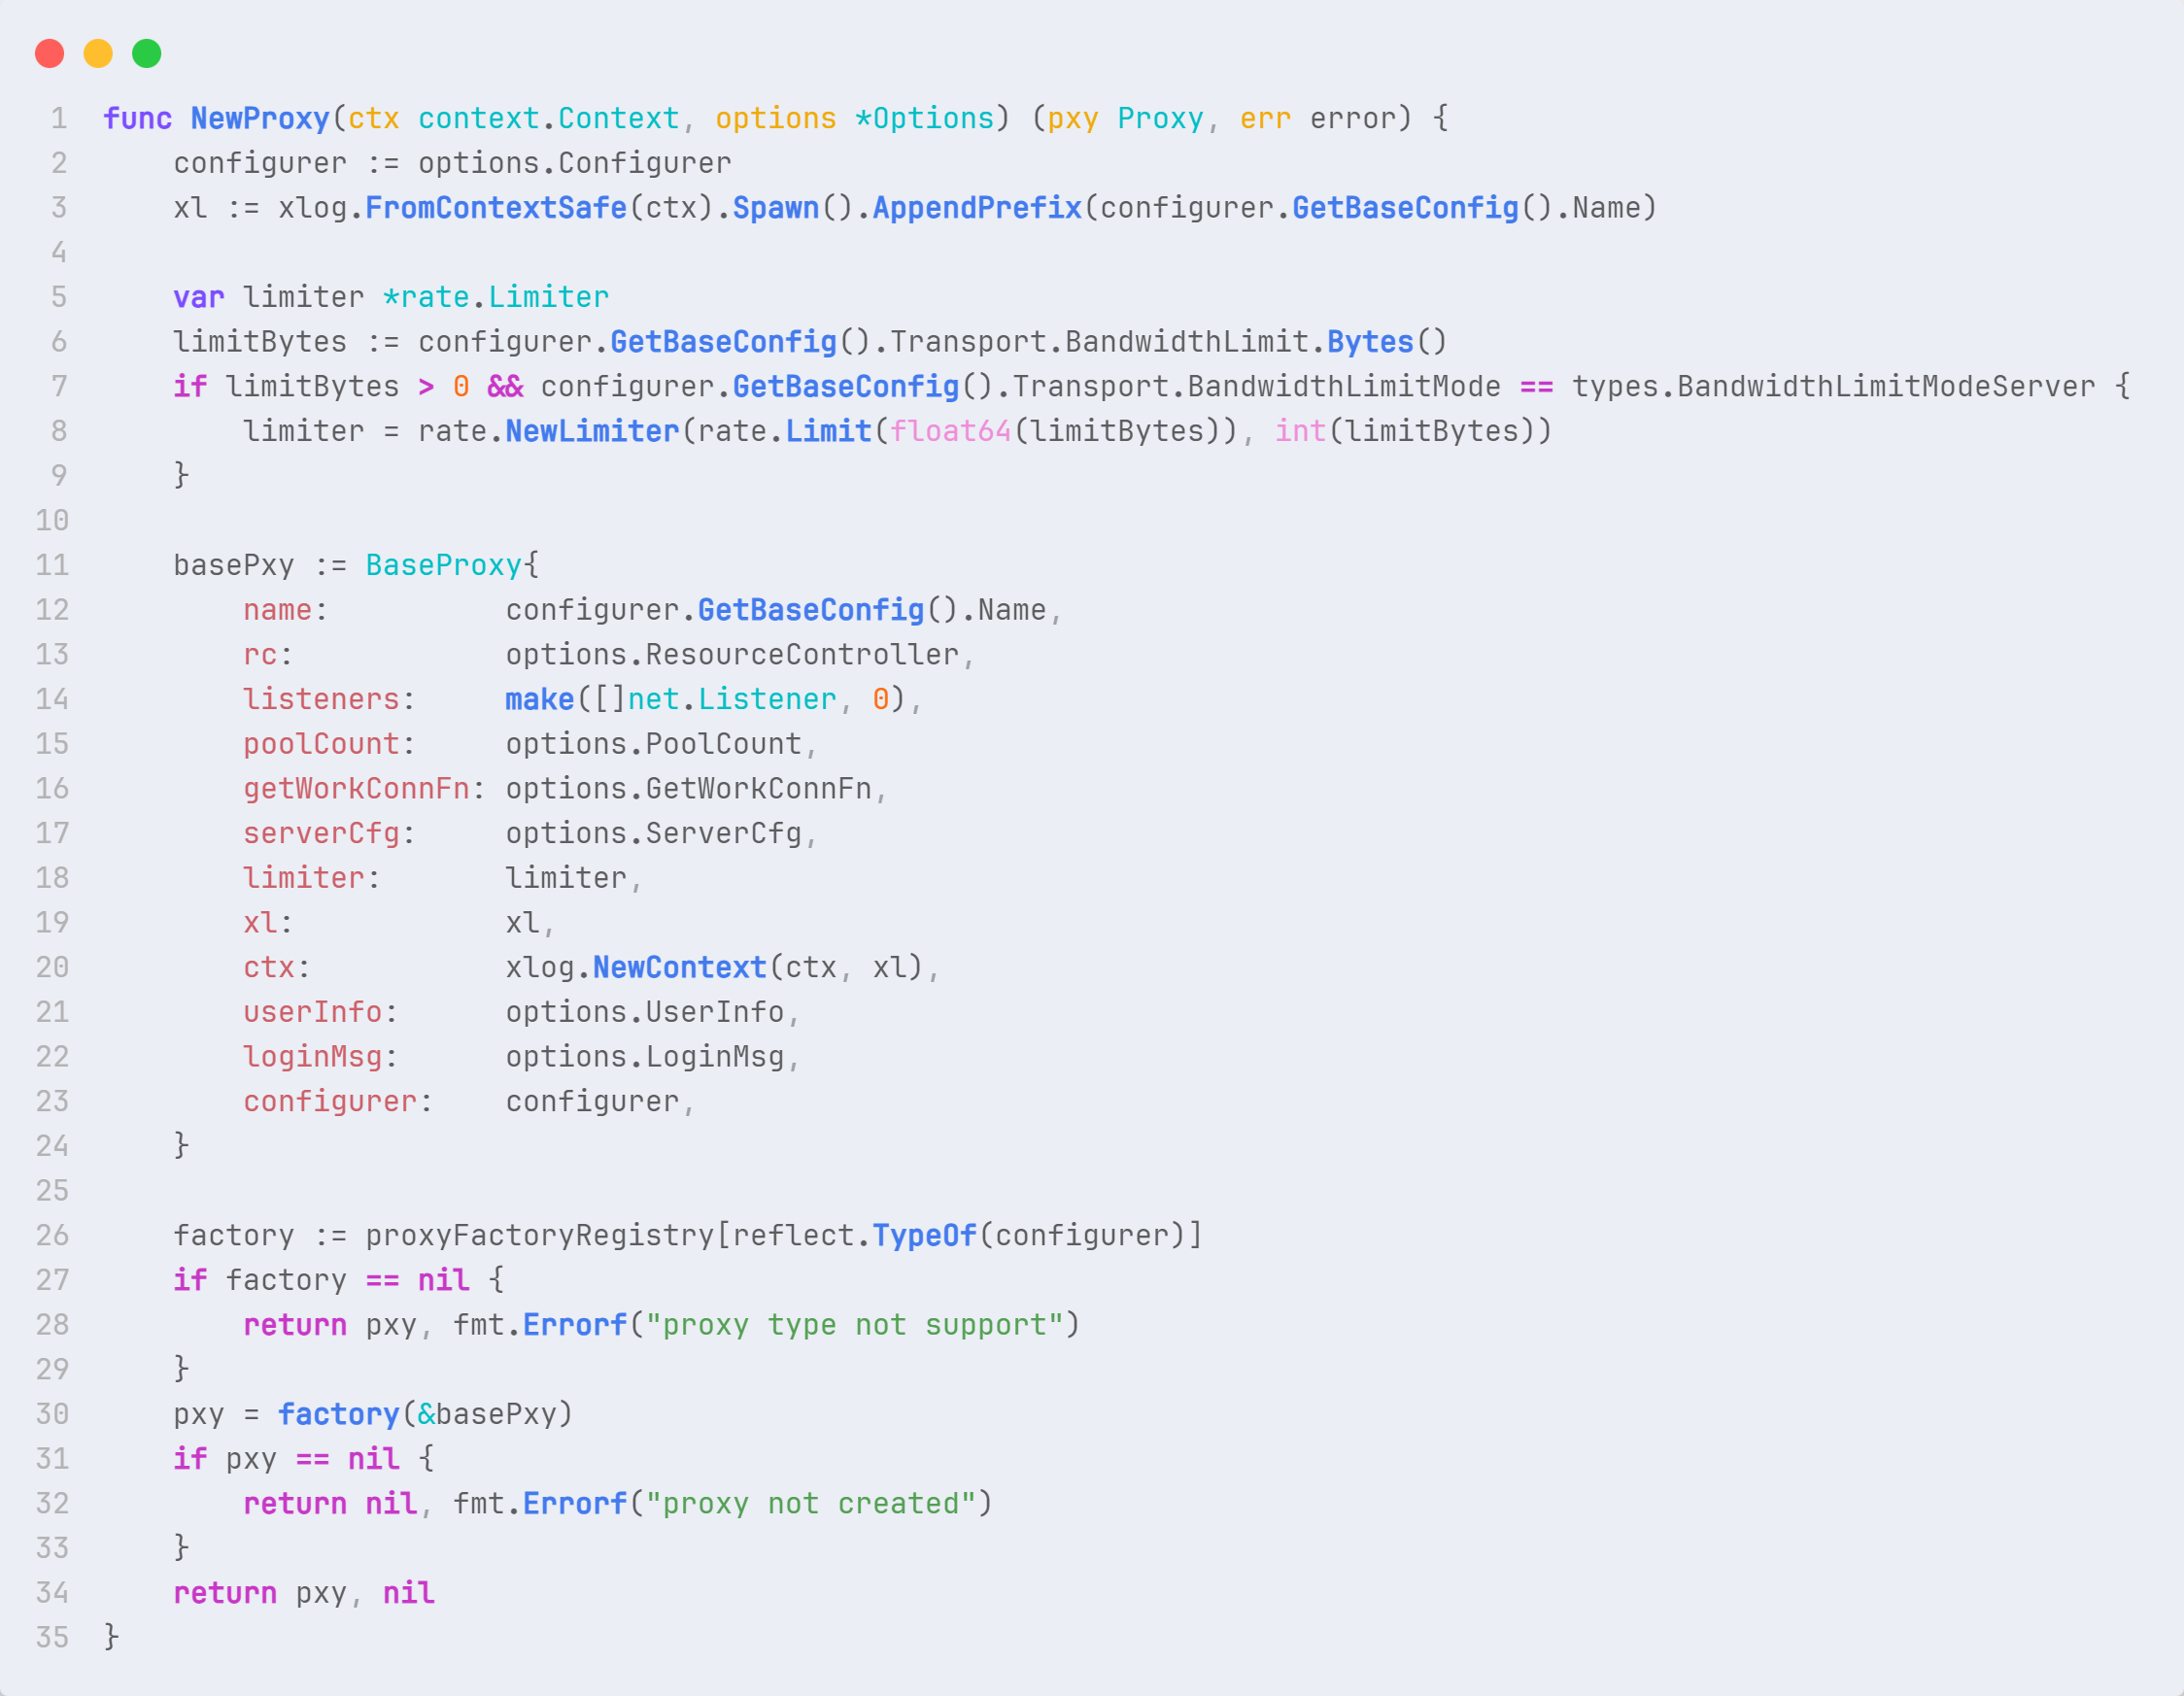 1 func NewProxy(ctx context.Context, options *Options) (pxy Proxy, err error) {
2     configurer := options.Configurer
3     xl := xlog.FromContextSafe(ctx).Spawn().AppendPrefix(configurer.GetBaseConfig().Name)
4
5     var limiter *rate.Limiter
6     limitBytes := configurer.GetBaseConfig().Transport.BandwidthLimit.Bytes()
7     if limitBytes > 0 && configurer.GetBaseConfig().Transport.BandwidthLimitMode == types.BandwidthLimitModeServer {
8         limiter = rate.NewLimiter(rate.Limit(float64(limitBytes)), int(limitBytes))
9     }
10
11     basePxy := BaseProxy{
12         name:          configurer.GetBaseConfig().Name,
13         rc:            options.ResourceController,
14         listeners:     make([]net.Listener, 0),
15         poolCount:     options.PoolCount,
16         getWorkConnFn: options.GetWorkConnFn,
17         serverCfg:     options.ServerCfg,
18         limiter:       limiter,
19         xl:            xl,
20         ctx:           xlog.NewContext(ctx, xl),
21         userInfo:      options.UserInfo,
22         loginMsg:      options.LoginMsg,
23         configurer:    configurer,
24     }
25
26     factory := proxyFactoryRegistry[reflect.TypeOf(configurer)]
27     if factory == nil {
28         return pxy, fmt.Errorf("proxy type not support")
29     }
30     pxy = factory(&basePxy)
31     if pxy == nil {
32         return nil, fmt.Errorf("proxy not created")
33     }
34     return pxy, nil
35 }